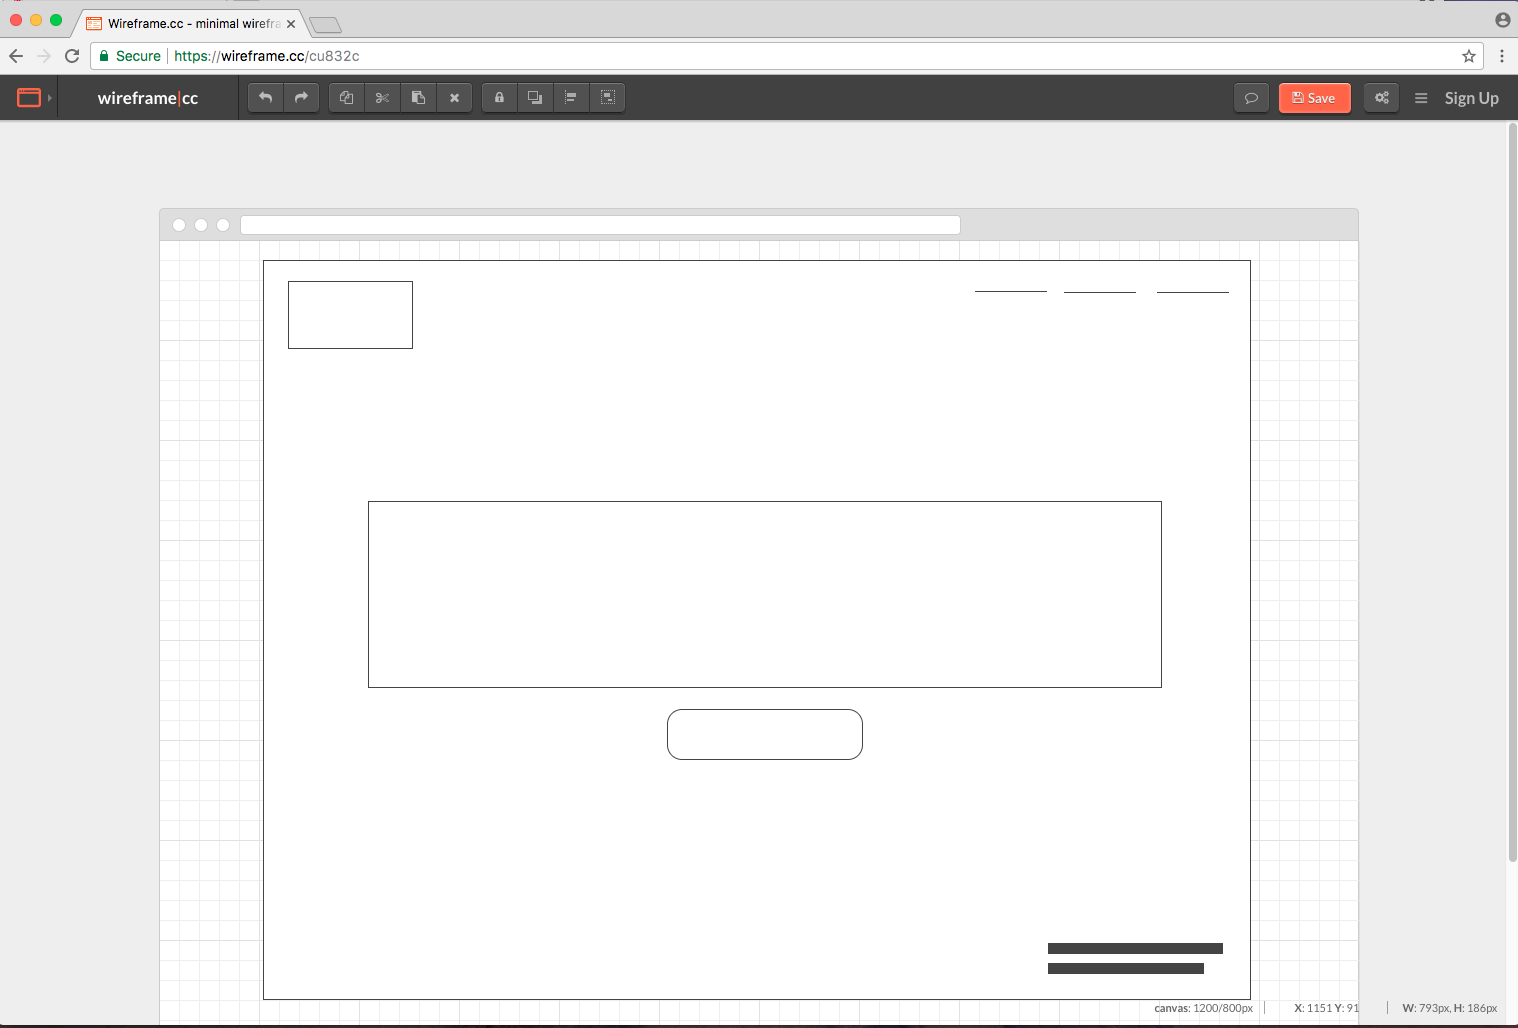 Wireframe.cc - minimal wirefra
Secure https://wireframe.cc/cu832c
wireframe|cc Save Sign Up
canvas: 1200/800px X: 1151 Y: 91 W: 793px, H: 186px